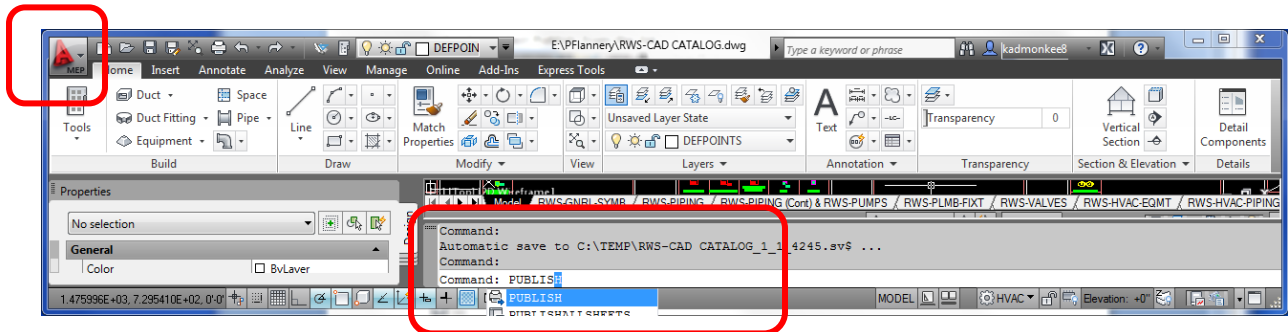 DEFPOIN
E:\PFlannery\RWS-CAD CATALOG.dwg
Type a keyword or phrase
kadmonkee8
MEP
Home Insert Annotate Analyze View Manage Online Add-Ins Express Tools
Tools
Duct
Space
Duct Fitting
Pipe
Equipment
Line
Match
Properties
Unsaved Layer State
DEFPOINTS
Text
Transparency 0
Vertical
Section
Detail
Components
Build Draw Modify View Layers Annotation Transparency Section & Elevation Details
Properties
No selection
General
Color ByLayer
Model RWS-GNRL-SYMB RWS-PIPING RWS-PIPING (Cont) & RWS-PUMPS RWS-PLMB-FIXT RWS-VALVES RWS-HVAC-EQMT RWS-HVAC-PIPING
Command:
Automatic save to C:\TEMP\RWS-CAD CATALOG_1_1_4245.sv$ ...
Command:
Command: PUBLISH
PUBLISH
PUBLISHALLSHEETS
1.475996E+03, 7.295410E+02, 0'-0"
MODEL
HVAC
Elevation: +0"